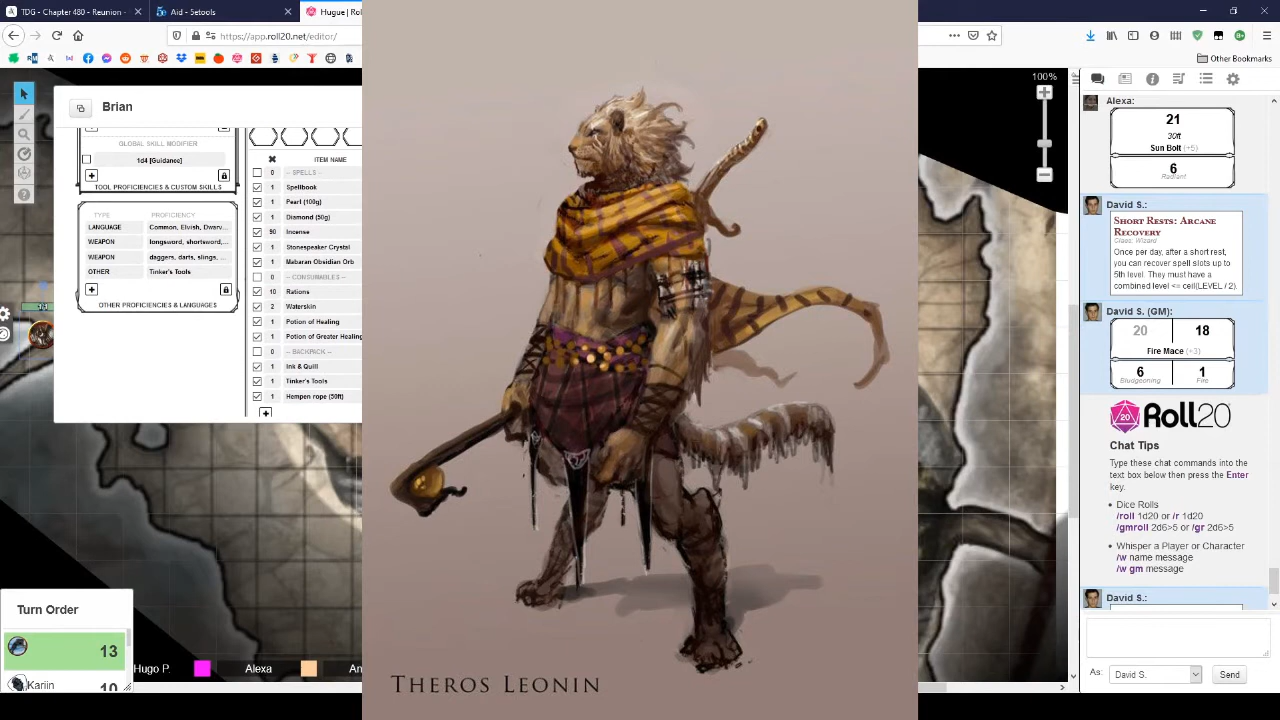 TDG - Chapter 480 - Reunion -
Aid - 5etools
Hugue | Rol
https://app.roll20.net/editor/
Other Bookmarks
100%
Brian
GLOBAL SKILL MODIFIER
1d4 [Guidance]
TOOL PROFICIENCIES & CUSTOM SKILLS
TYPE PROFICIENCY
LANGUAGE Common, Elvish, Dwarv...
WEAPON longsword, shortsword,...
WEAPON daggers, darts, slings, ...
OTHER Tinker's Tools
OTHER PROFICIENCIES & LANGUAGES
ITEM NAME
0 -- SPELLS --
1 Spellbook
1 Pearl (100g)
1 Diamond (50g)
90 Incense
1 Stonespeaker Crystal
1 Mabaran Obsidian Orb
0 -- CONSUMABLES --
10 Rations
2 Waterskin
1 Potion of Healing
1 Potion of Greater Healing
0 -- BACKPACK --
1 Ink & Quill
1 Tinker's Tools
1 Hempen rope (50ft)
Turn Order
13
Kariin
10
Hugo P.
Alexa
An
THEROS LEONIN
Alexa:
21
30ft
Sun Bolt (+5)
6
Radiant
David S.:
SHORT RESTS: ARCANE
RECOVERY
Class: Wizard
Once per day, after a short rest,
you can recover spell slots up to
5th level. They must have a
combined level <= ceil(LEVEL / 2).
David S. (GM):
20 18
Fire Mace (+3)
6 1
Bludgeoning Fire
Roll20
Chat Tips
Type these chat commands into the
text box below then press the Enter
key.
• Dice Rolls
/roll 1d20 or /r 1d20
/gmroll 2d6>5 or /gr 2d6>5
• Whisper a Player or Character
/w name message
/w gm message
David S.:
As: David S.
Send